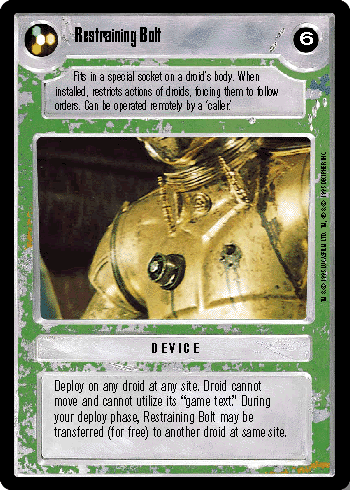 Restraining Bolt
6
Fits in a special socket on a droid's body. When
installed, restricts actions of droids, forcing them to follow
orders. Can be operated remotely by a 'caller.'
DEVICE
Deploy on any droid at any site. Droid cannot
move and cannot utilize its "game text." During
your deploy phase, Restraining Bolt may be
transferred (for free) to another droid at same site.